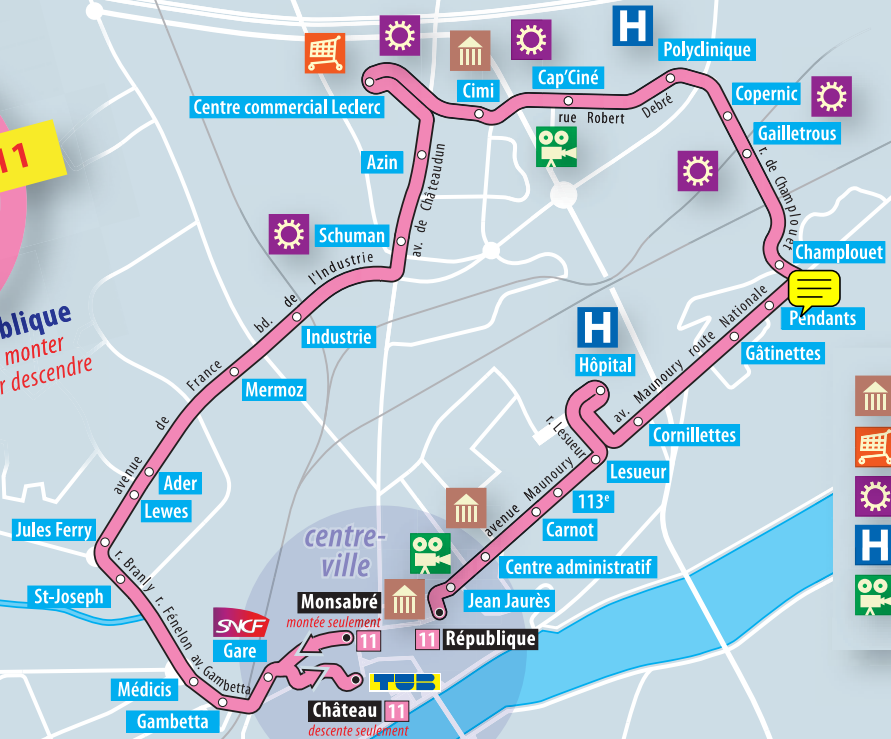 11
blique
monter
r descendre
H
Polyclinique
Cap'Ciné
Cimi
Centre commercial Leclerc
Copernic
rue Robert Debré
Gailletrous
Azin
av. de Châteaudun
r. de Champlouet
Schuman
Champlouet
bd. de l'Industrie
Pendants
Industrie
H
Hôpital
Gâtinettes
av. Maunoury route Nationale
Mermoz
r. Lesueur
Cornillettes
avenue de France
Lesueur
Ader
avenue Maunoury
113e
Lewes
Carnot
Jules Ferry
centre-
ville
Centre administratif
H
St-Joseph
r. Branly r. Fénelon av. Gambetta
Monsabré
montée seulement
11
Jean Jaurès
SNCF
Gare
11 République
TUB
Médicis
Château 11
descente seulement
Gambetta